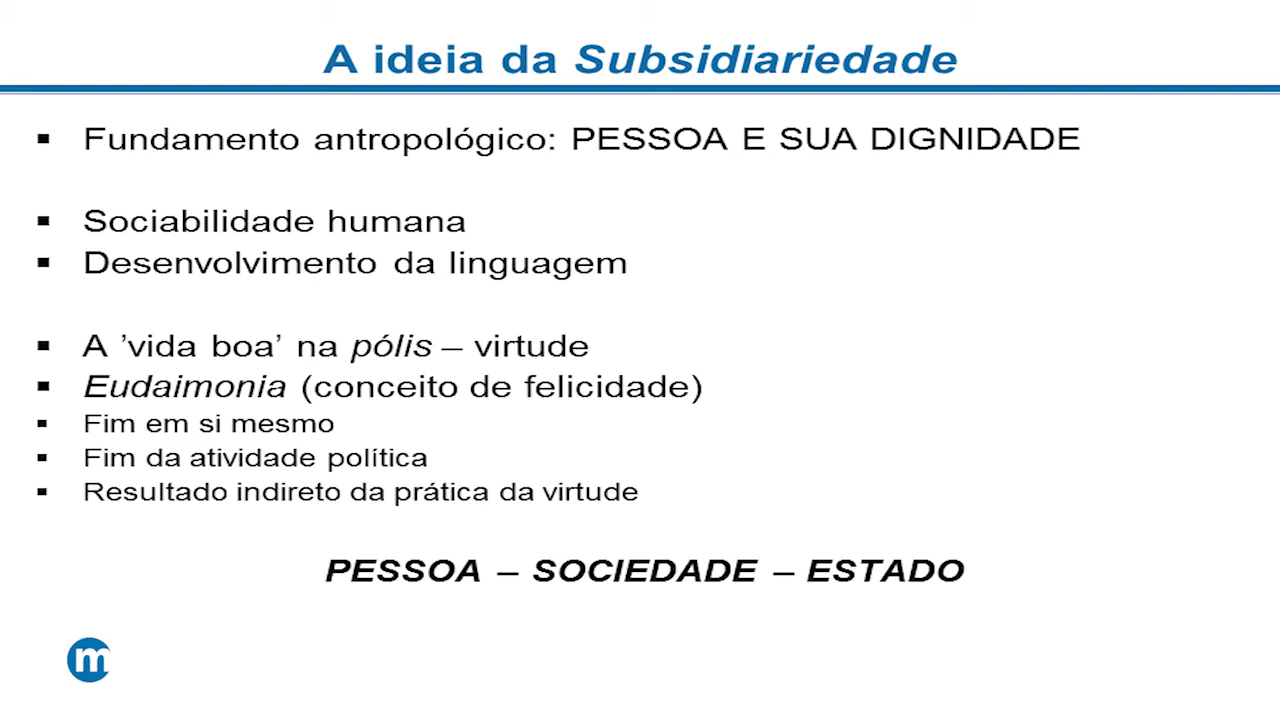 A ideia da Subsidiariedade
▪ Fundamento antropológico: PESSOA E SUA DIGNIDADE
▪ Sociabilidade humana
▪ Desenvolvimento da linguagem
▪ A ’vida boa’ na pólis – virtude
▪ Eudaimonia (conceito de felicidade)
▪ Fim em si mesmo
▪ Fim da atividade política
▪ Resultado indireto da prática da virtude
PESSOA – SOCIEDADE – ESTADO
m